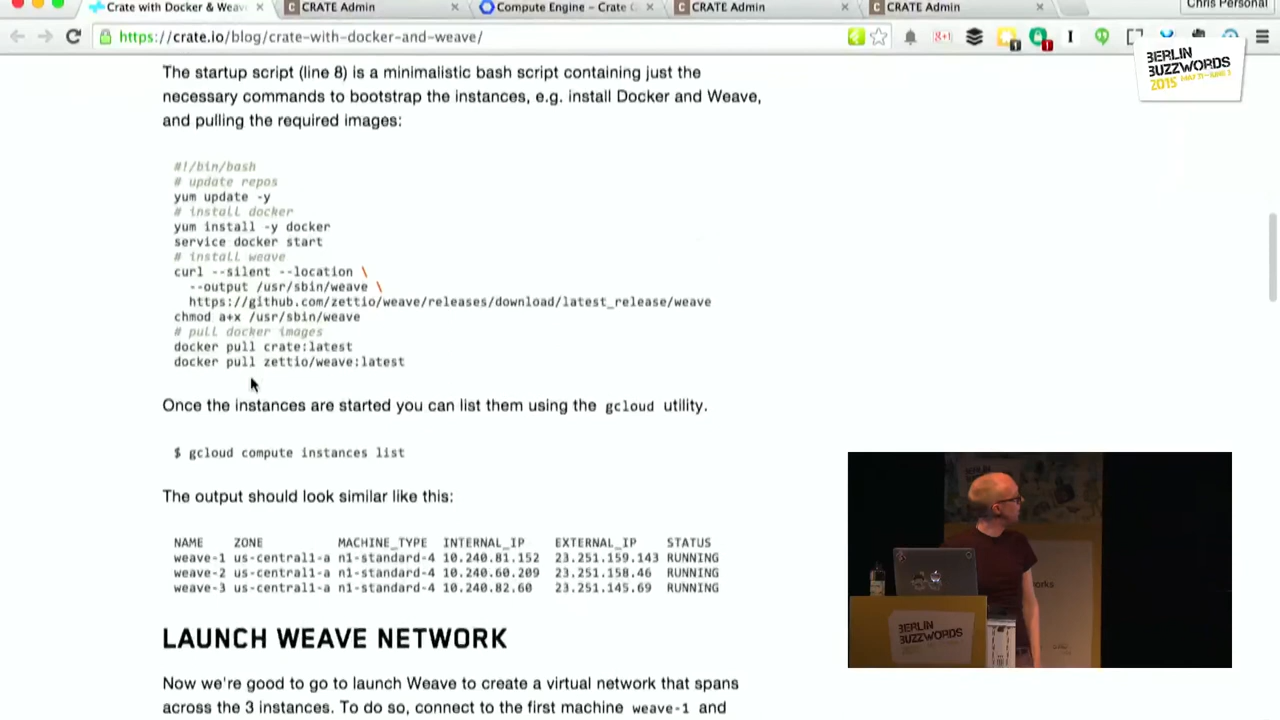 Crate with Docker & Weav
CRATE Admin
Compute Engine – Crate
CRATE Admin
CRATE Admin
Chris Personal
https://crate.io/blog/crate-with-docker-and-weave/
BERLIN
BUZZWORDS
2015
The startup script (line 8) is a minimalistic bash script containing just the
necessary commands to bootstrap the instances, e.g. install Docker and Weave,
and pulling the required images:
#!/bin/bash
# update repos
yum update -y
# install docker
yum install -y docker
service docker start
# install weave
curl --silent --location \
--output /usr/sbin/weave \
https://github.com/zettio/weave/releases/download/latest_release/weave
chmod a+x /usr/sbin/weave
# pull docker images
docker pull crate:latest
docker pull zettio/weave:latest
Once the instances are started you can list them using the gcloud utility.
$ gcloud compute instances list
The output should look similar like this:
NAME ZONE MACHINE_TYPE INTERNAL_IP EXTERNAL_IP STATUS
weave-1 us-central1-a n1-standard-4 10.240.81.152 23.251.159.143 RUNNING
weave-2 us-central1-a n1-standard-4 10.240.60.209 23.251.158.46 RUNNING
weave-3 us-central1-a n1-standard-4 10.240.82.60 23.251.145.69 RUNNING
LAUNCH WEAVE NETWORK
Now we're good to go to launch Weave to create a virtual network that spans
across the 3 instances. To do so, connect to the first machine weave-1 and
BERLIN
BUZZWORDS